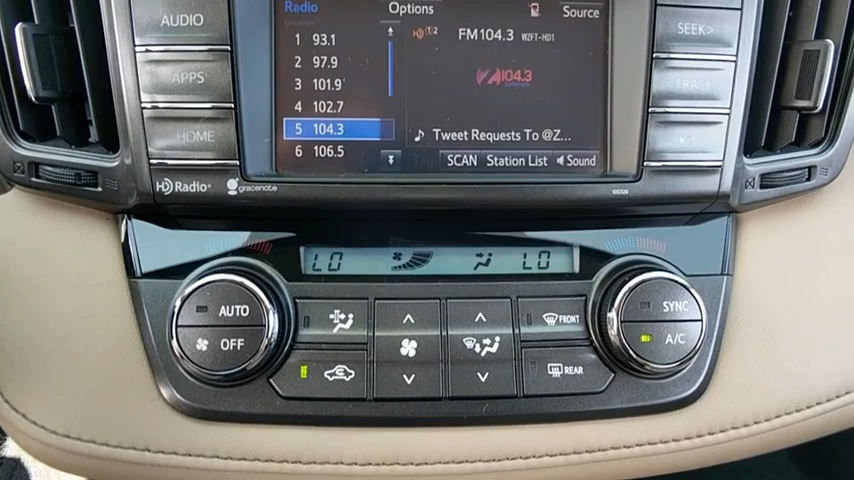 AUDIO
APPS
HOME
Radio
Options
Source
1 93.1
2 97.9
3 101.9
4 102.7
5 104.3
6 106.5
FM104.3 WZFT-HD1
Z104.3
Tweet Requests To @Z...
SCAN Station List Sound
SEEK>
TRACK
HD Radio
gracenote
100328
LO
LO
AUTO
OFF
FRONT
REAR
SYNC
A/C